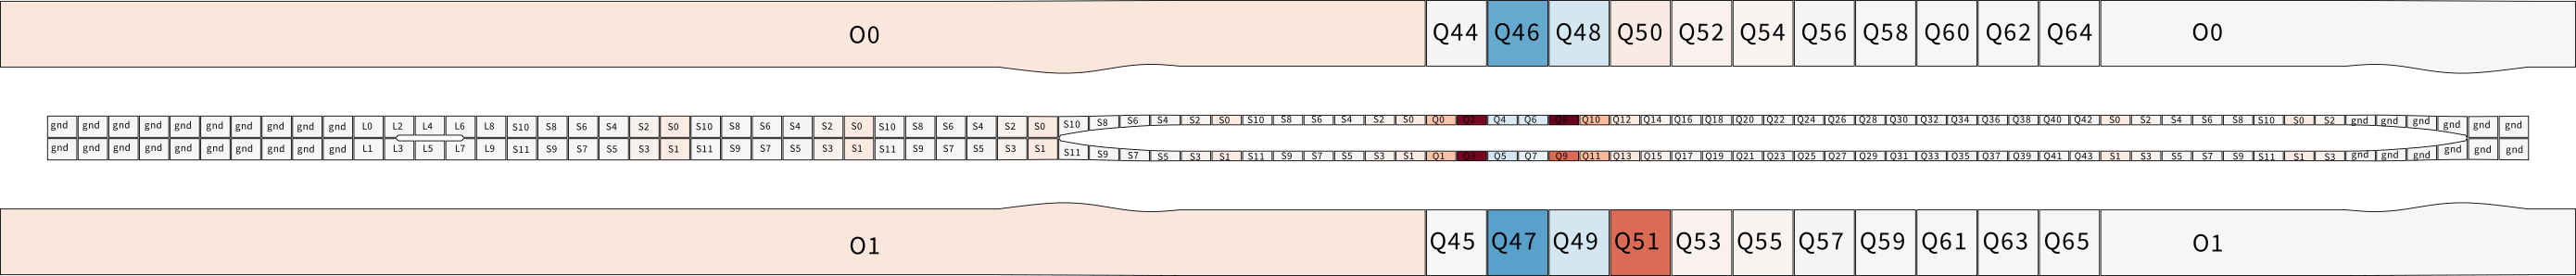 O0 Q44 Q46 Q48 Q50 Q52 Q54 Q56 Q58 Q60 Q62 Q64 O0
gnd gnd gnd gnd gnd gnd gnd gnd gnd gnd L0 L2 L4 L6 L8 S10 S8 S6 S4 S2 S0 S10 S8 S6 S4 S2 S0 S10 S8 S6 S4 S2 S0 S10 S8 S6 S4 S2 S0 S10 S8 S6 S4 S2 S0 Q0 Q2 Q4 Q6 Q8 Q10 Q12 Q14 Q16 Q18 Q20 Q22 Q24 Q26 Q28 Q30 Q32 Q34 Q36 Q38 Q40 Q42 S0 S2 S4 S6 S8 S10 S0 S2 gnd gnd gnd gnd gnd gnd
gnd gnd gnd gnd gnd gnd gnd gnd gnd gnd L1 L3 L5 L7 L9 S11 S9 S7 S5 S3 S1 S11 S9 S7 S5 S3 S1 S11 S9 S7 S5 S3 S1 S11 S9 S7 S5 S3 S1 S11 S9 S7 S5 S3 S1 Q1 Q3 Q5 Q7 Q9 Q11 Q13 Q15 Q17 Q19 Q21 Q23 Q25 Q27 Q29 Q31 Q33 Q35 Q37 Q39 Q41 Q43 S1 S3 S5 S7 S9 S11 S1 S3 gnd gnd gnd gnd gnd gnd
O1 Q45 Q47 Q49 Q51 Q53 Q55 Q57 Q59 Q61 Q63 Q65 O1